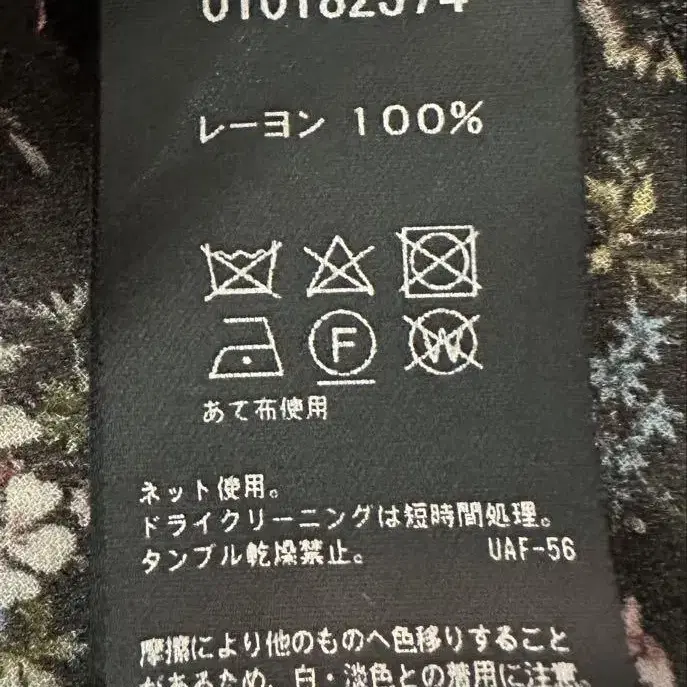 レーヨン 100%
F W
あて布使用
ネット使用。
ドライクリーニングは短時間処理。
タンブル乾燥禁止。 UAF-56
摩擦により他のものへ色移りすること
があるため、白・淡色との着用に注意。